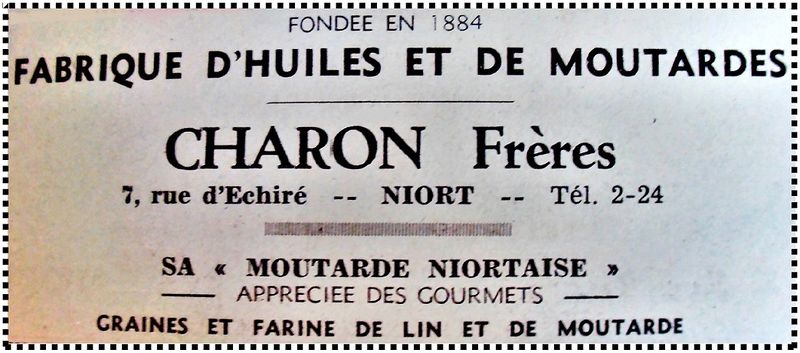 FONDEE EN 1884
FABRIQUE D'HUILES ET DE MOUTARDES
CHARON Frères
7, rue d'Echiré -- NIORT -- Tél. 2-24
SA « MOUTARDE NIORTAISE »
APPRECIEE DES GOURMETS
GRAINES ET FARINE DE LIN ET DE MOUTARDE